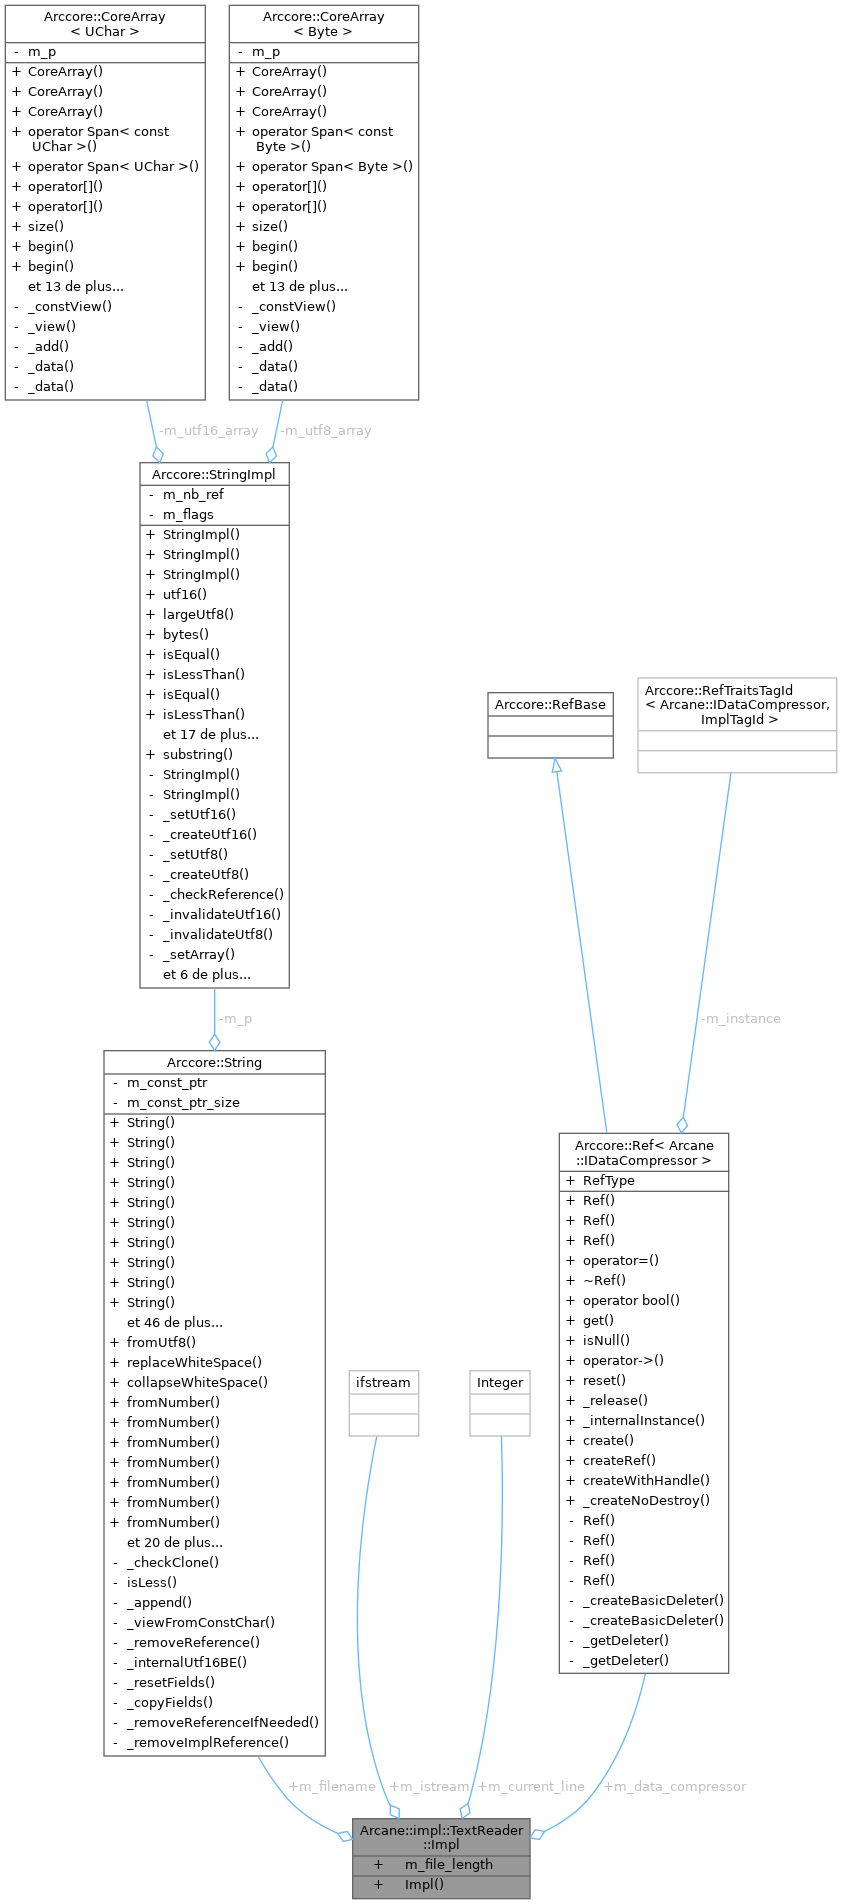 Arccore::CoreArray
< UChar >
- m_p
+ CoreArray()
+ CoreArray()
+ CoreArray()
+ operator Span< const
UChar >()
+ operator Span< UChar >()
+ operator[]()
+ operator[]()
+ size()
+ begin()
+ begin()
et 13 de plus...
- _constView()
- _view()
- _add()
- _data()
- _data()
Arccore::CoreArray
< Byte >
- m_p
+ CoreArray()
+ CoreArray()
+ CoreArray()
+ operator Span< const
Byte >()
+ operator Span< Byte >()
+ operator[]()
+ operator[]()
+ size()
+ begin()
+ begin()
et 13 de plus...
- _constView()
- _view()
- _add()
- _data()
- _data()
-m_utf16_array
-m_utf8_array
Arccore::StringImpl
- m_nb_ref
- m_flags
+ StringImpl()
+ StringImpl()
+ StringImpl()
+ utf16()
+ largeUtf8()
+ bytes()
+ isEqual()
+ isLessThan()
+ isEqual()
+ isLessThan()
et 17 de plus...
+ substring()
- StringImpl()
- StringImpl()
- _setUtf16()
- _createUtf16()
- _setUtf8()
- _createUtf8()
- _checkReference()
- _invalidateUtf16()
- _invalidateUtf8()
- _setArray()
et 6 de plus...
Arccore::RefBase
Arccore::RefTraitsTagId
< Arcane::IDataCompressor,
ImplTagId >
-m_p
-m_instance
Arccore::String
- m_const_ptr
- m_const_ptr_size
+ String()
+ String()
+ String()
+ String()
+ String()
+ String()
+ String()
+ String()
+ String()
+ String()
et 46 de plus...
+ fromUtf8()
+ replaceWhiteSpace()
+ collapseWhiteSpace()
+ fromNumber()
+ fromNumber()
+ fromNumber()
+ fromNumber()
+ fromNumber()
+ fromNumber()
+ fromNumber()
et 20 de plus...
- _checkClone()
- isLess()
- _append()
- _viewFromConstChar()
- _removeReference()
- _internalUtf16BE()
- _resetFields()
- _copyFields()
- _removeReferenceIfNeeded()
- _removeImplReference()
ifstream
Integer
Arccore::Ref< Arcane
::IDataCompressor >
+ RefType
+ Ref()
+ Ref()
+ Ref()
+ operator=()
+ ~Ref()
+ operator bool()
+ get()
+ isNull()
+ operator->()
+ reset()
+ _release()
+ _internalInstance()
+ create()
+ createRef()
+ createWithHandle()
+ _createNoDestroy()
- Ref()
- Ref()
- Ref()
- Ref()
- _createBasicDeleter()
- _createBasicDeleter()
- _getDeleter()
- _getDeleter()
+m_filename
+m_istream
+m_current_line
+m_data_compressor
Arcane::impl::TextReader
::Impl
+ m_file_length
+ Impl()